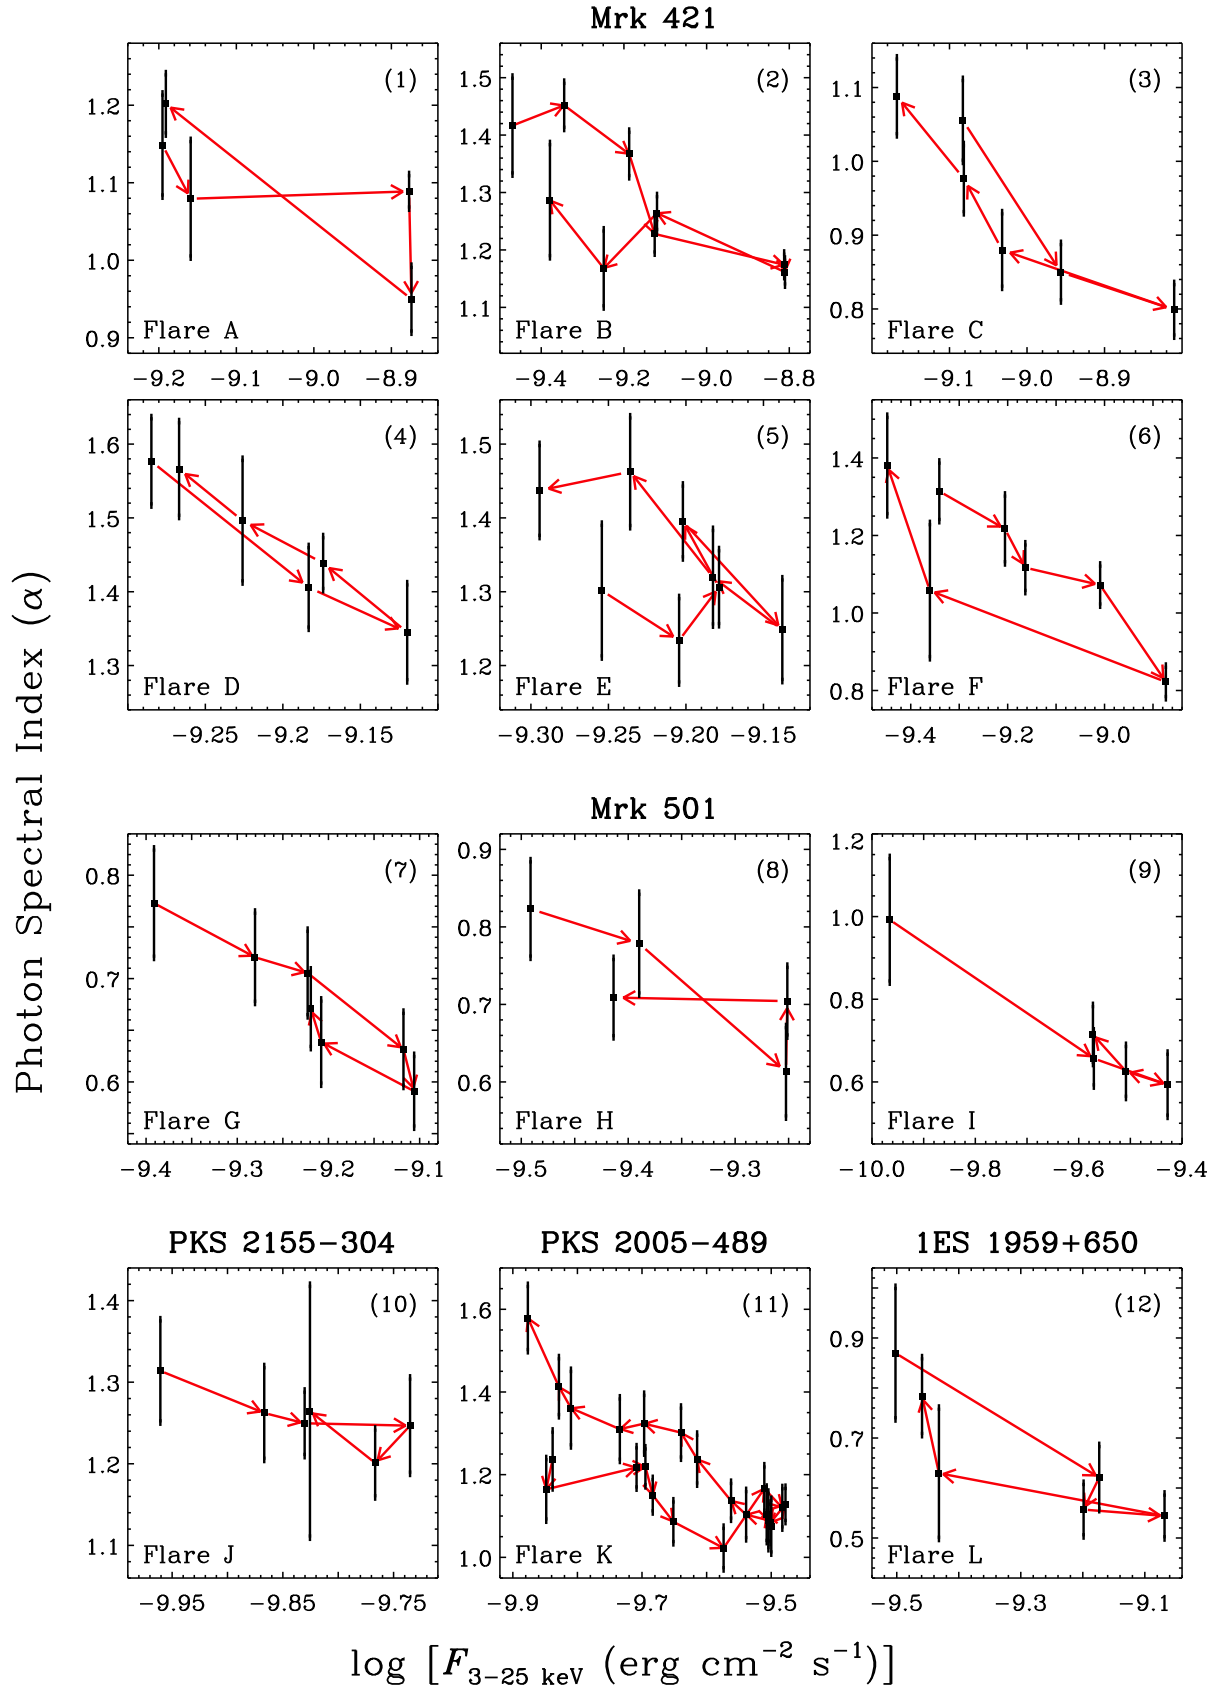 Mrk 421
(1) (2) (3)
1.2 1.5 1.1
1.4
1.1 1.3 1.0
1.0 1.2 0.9
0.9 1.1 0.8
Flare A Flare B Flare C
−9.2 −9.1 −9.0 −8.9 −9.4 −9.2 −9.0 −8.8 −9.1 −9.0 −8.9
(4) (5) (6)
1.6 1.5 1.4
1.5 1.4 1.2
1.4 1.3 1.0
1.3 1.2 0.8
Flare D Flare E Flare F
−9.25 −9.2 −9.15 −9.30 −9.25 −9.20 −9.15 −9.4 −9.2 −9.0
Photon Spectral Index (α)
Mrk 501
(7) (8) (9)
0.8 0.9 1.2
0.8 1.0
0.7 0.7 0.8
0.6 0.6 0.6
Flare G Flare H Flare I
−9.4 −9.3 −9.2 −9.1 −9.5 −9.4 −9.3 −10.0 −9.8 −9.6 −9.4
PKS 2155−304 PKS 2005−489 1ES 1959+650
(10) (11) (12)
1.4 1.6 0.9
1.3 1.4
1.2 1.2 0.7
1.1 1.0 0.5
Flare J Flare K Flare L
−9.95 −9.85 −9.75 −9.9 −9.7 −9.5 −9.5 −9.3 −9.1
log [F3−25 keV (erg cm−2 s−1)]